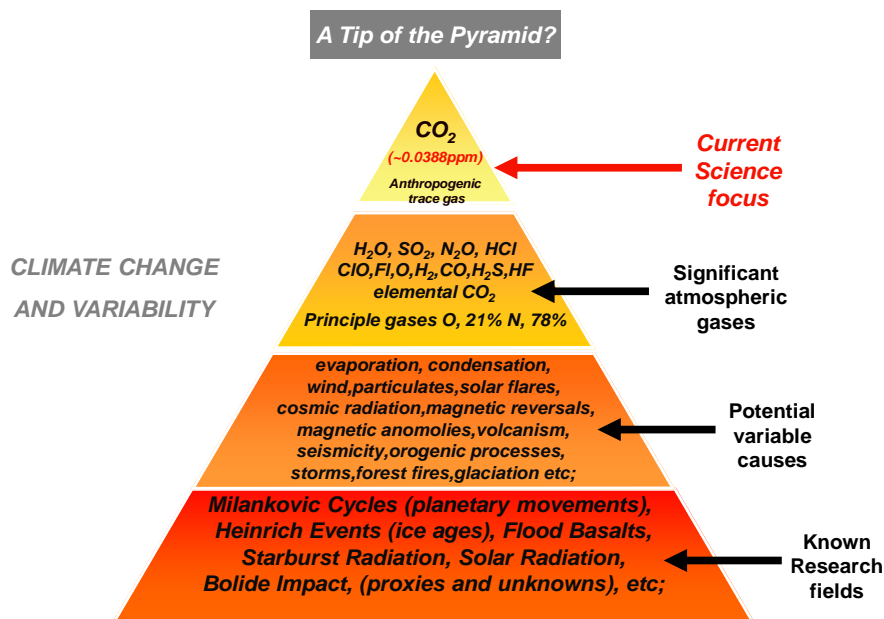 A Tip of the Pyramid?
CO₂
(~0.0388ppm)
Anthropogenic
trace gas
Current
Science
focus
CLIMATE CHANGE
AND VARIABILITY
H₂O, SO₂, N₂O, HCl
ClO,Fl,O,H₂,CO,H₂S,HF
elemental CO₂
Principle gases O, 21% N, 78%
Significant
atmospheric
gases
evaporation, condensation,
wind,particulates,solar flares,
cosmic radiation,magnetic reversals,
magnetic anomolies,volcanism,
seismicity,orogenic processes,
storms,forest fires,glaciation etc;
Potential
variable
causes
Milankovic Cycles (planetary movements),
Heinrich Events (ice ages), Flood Basalts,
Starburst Radiation, Solar Radiation,
Bolide Impact, (proxies and unknowns), etc;
Known
Research
fields